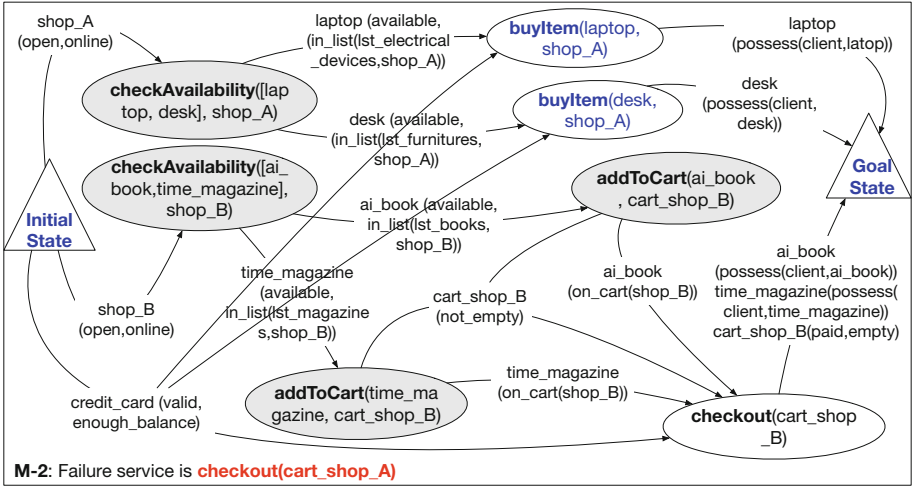 shop_A
(open,online)
laptop (available,
(in_list(lst_electrical
_devices,shop_A))
buyItem(laptop,
shop_A)
laptop
(possess(client,latop))
checkAvailability([lap
top, desk], shop_A)
desk (available,
(in_list(lst_furnitures,
shop_A))
buyItem(desk,
shop_A)
desk
(possess(client,
desk))
checkAvailability([ai_
book,time_magazine],
shop_B)
ai_book (available,
in_list(lst_books,
shop_B))
addToCart(ai_book
, cart_shop_B)
Goal
State
Initial
State
shop_B
(open,online)
time_magazine
(available,
in_list(lst_magazine
s,shop_B))
cart_shop_B
(not_empty)
ai_book
(on_cart(shop_B))
ai_book
(possess(client,ai_book))
time_magazine(possess(
client,time_magazine))
cart_shop_B(paid,empty)
credit_card (valid,
enough_balance)
addToCart(time_ma
gazine, cart_shop_B)
time_magazine
(on_cart(shop_B))
checkout(cart_shop
_B)
M-2: Failure service is checkout(cart_shop_A)